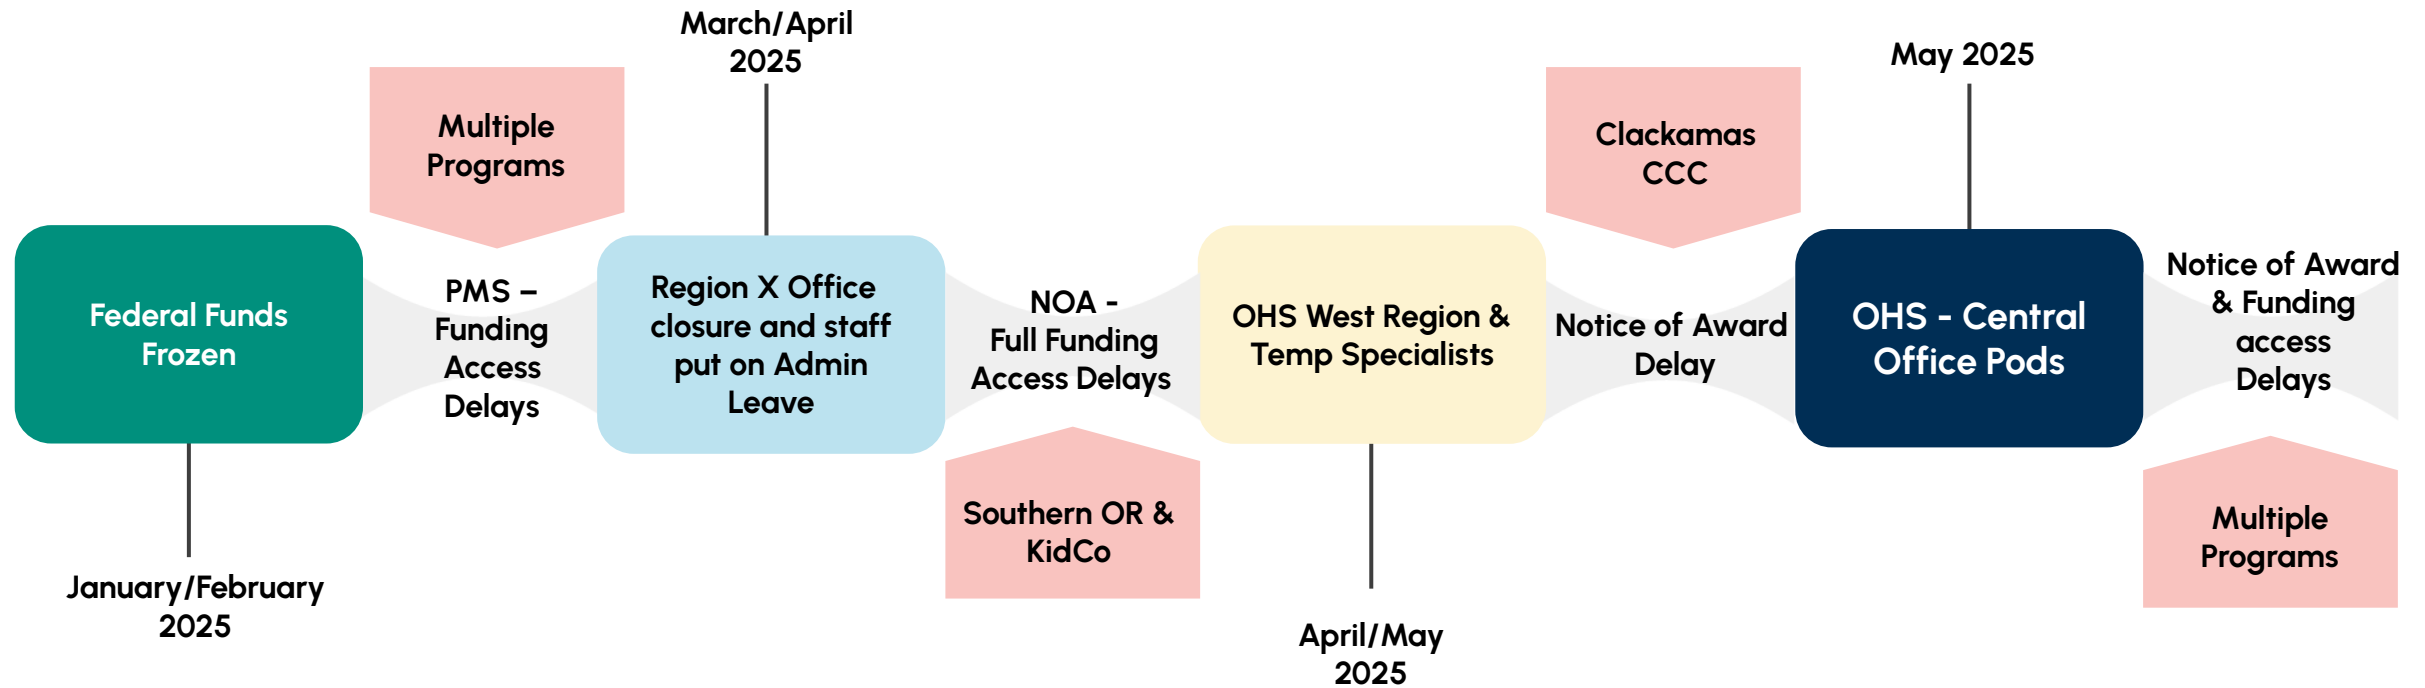 March/April
2025
May 2025
Multiple
Programs
Clackamas
CCC
Federal Funds
Frozen
PMS –
Funding
Access
Delays
Region X Office
closure and staff
put on Admin
Leave
NOA -
Full Funding
Access Delays
OHS West Region &
Temp Specialists
Notice of Award
Delay
OHS - Central
Office Pods
Notice of Award
& Funding
access
Delays
Southern OR &
KidCo
Multiple
Programs
January/February
2025
April/May
2025